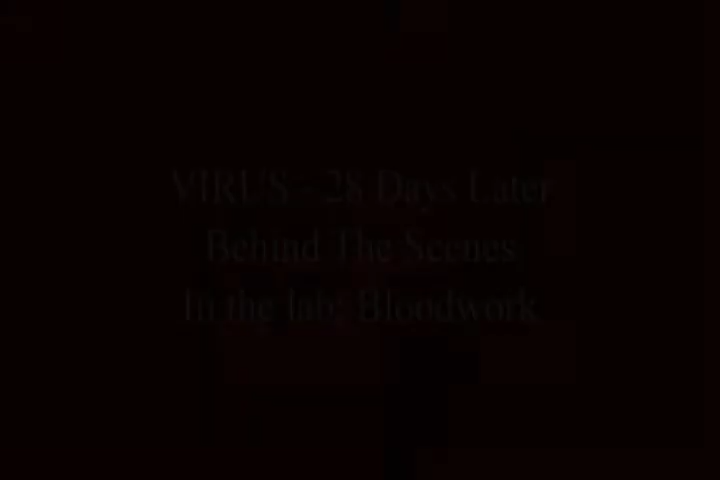 VIRUS - 28 Days Later
Behind The Scenes
In the lab: Bloodwork